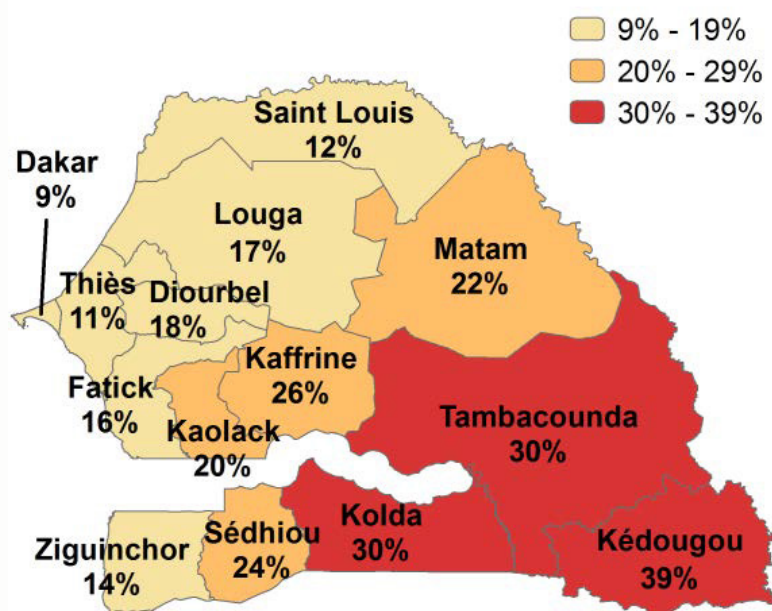 9% - 19%
20% - 29%
30% - 39%
Saint Louis
12%
Dakar
9%
Louga
17%
Matam
22%
Thiès
11%
Diourbel
18%
Kaffrine
26%
Fatick
16%
Kaolack
20%
Tambacounda
30%
Ziguinchor
14%
Sédhiou
24%
Kolda
30%
Kédougou
39%